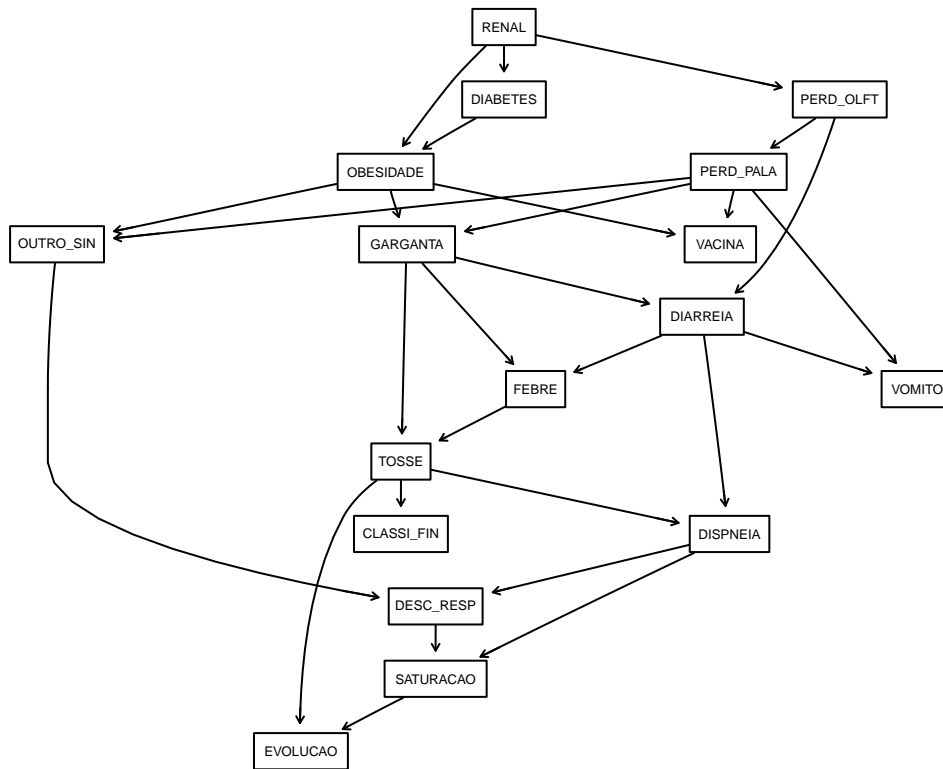 RENAL
DIABETES
PERD_OLFT
OBESIDADE
PERD_PALA
OUTRO_SIN
GARGANTA
VACINA
DIARREIA
FEBRE
VOMITO
TOSSE
CLASSI_FIN
DISPNEIA
DESC_RESP
SATURACAO
EVOLUCAO